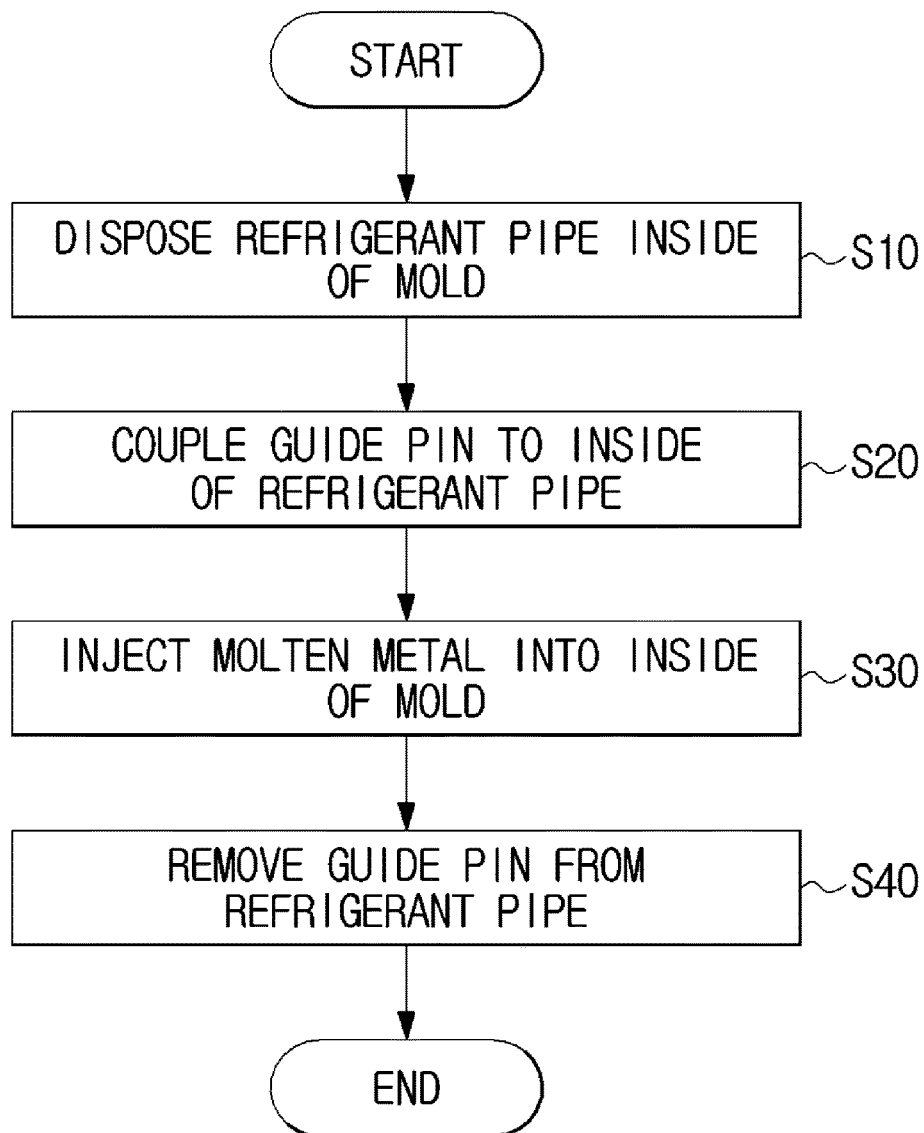 START
DISPOSE REFRIGERANT PIPE INSIDE
OF MOLD
S10
COUPLE GUIDE PIN TO INSIDE
OF REFRIGERANT PIPE
S20
INJECT MOLTEN METAL INTO INSIDE
OF MOLD
S30
REMOVE GUIDE PIN FROM
REFRIGERANT PIPE
S40
END